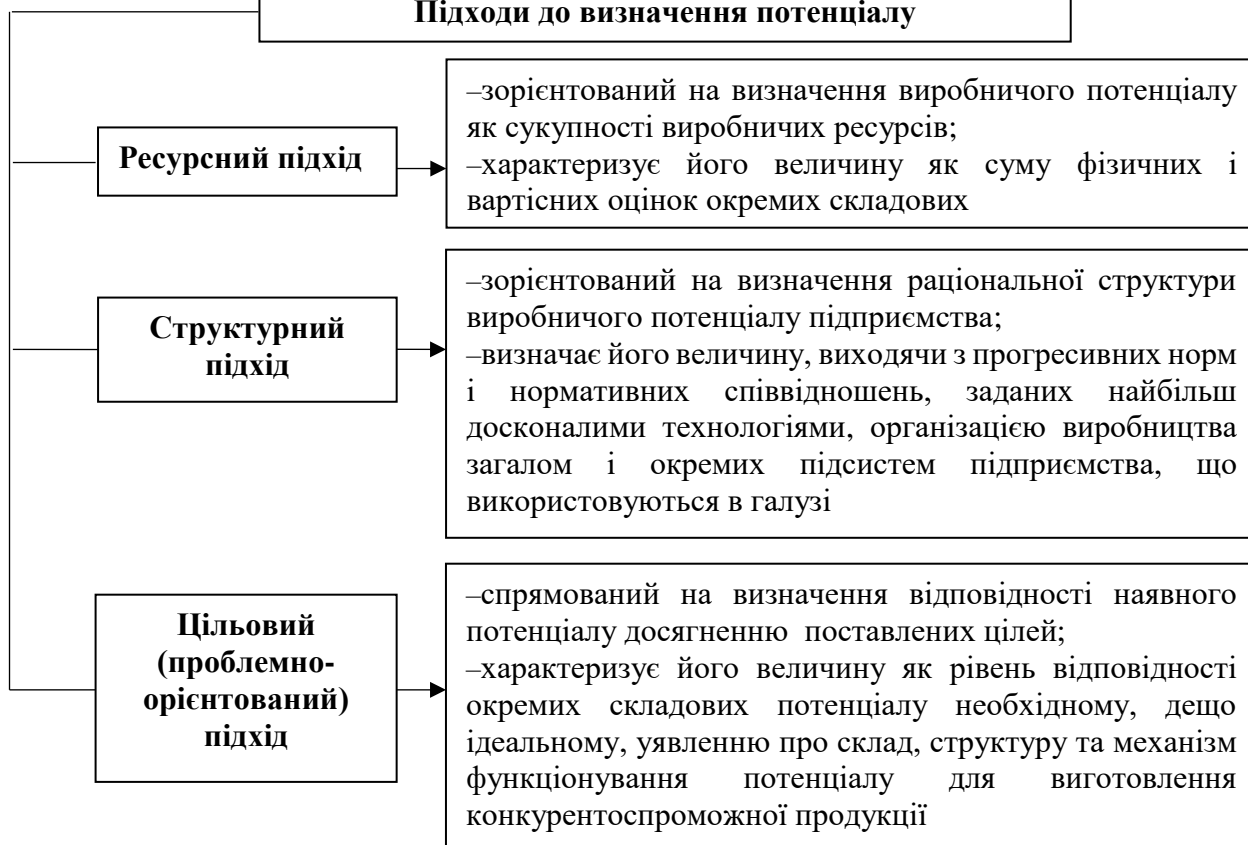 Підходи до визначення потенціалу
Ресурсний підхід
–зорієнтований на визначення виробничого потенціалу
як сукупності виробничих ресурсів;
–характеризує його величину як суму фізичних і
вартісних оцінок окремих складових
Структурний
підхід
–зорієнтований на визначення раціональної структури
виробничого потенціалу підприємства;
–визначає його величину, виходячи з прогресивних норм
і нормативних співвідношень, заданих найбільш
досконалими технологіями, організацією виробництва
загалом і окремих підсистем підприємства, що
використовуються в галузі
Цільовий
(проблемно-
орієнтований)
підхід
–спрямований на визначення відповідності наявного
потенціалу досягненню поставлених цілей;
–характеризує його величину як рівень відповідності
окремих складових потенціалу необхідному, дещо
ідеальному, уявленню про склад, структуру та механізм
функціонування потенціалу для виготовлення
конкурентоспроможної продукції